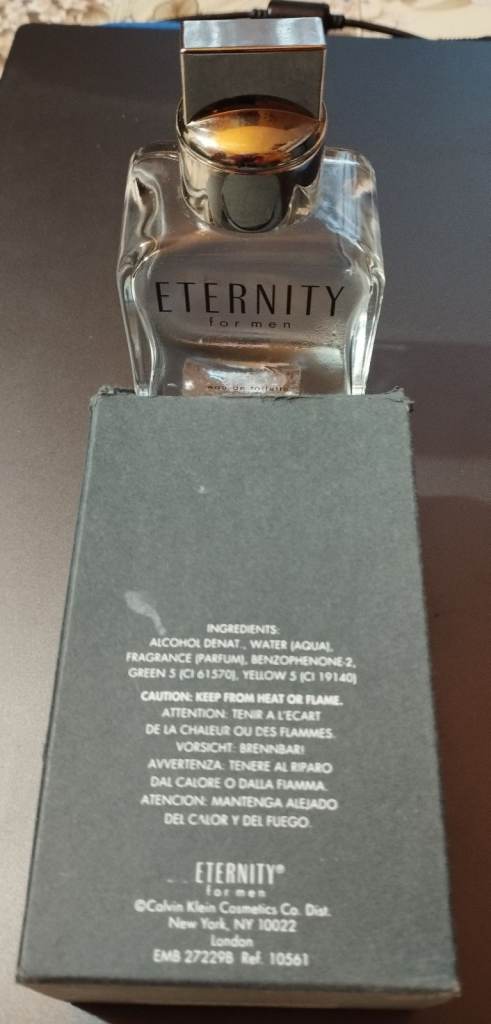 ETERNITY
for men
eau de toilette
INGREDIENTS:
ALCOHOL DENAT., WATER (AQUA),
FRAGRANCE (PARFUM), BENZOPHENONE-2,
GREEN 5 (CI 61570), YELLOW 5 (CI 19140)
CAUTION: KEEP FROM HEAT OR FLAME.
ATTENTION: TENIR A L'ECART
DE LA CHALEUR OU DES FLAMMES.
VORSICHT: BRENNBAR!
AVVERTENZA: TENERE AL RIPARO
DAL CALORE O DALLA FIAMMA.
ATENCION: MANTENGA ALEJADO
DEL CALOR Y DEL FUEGO.
ETERNITY®
for men
©Calvin Klein Cosmetics Co. Dist.
New York, NY 10022
London
EMB 27229B Ref. 10561